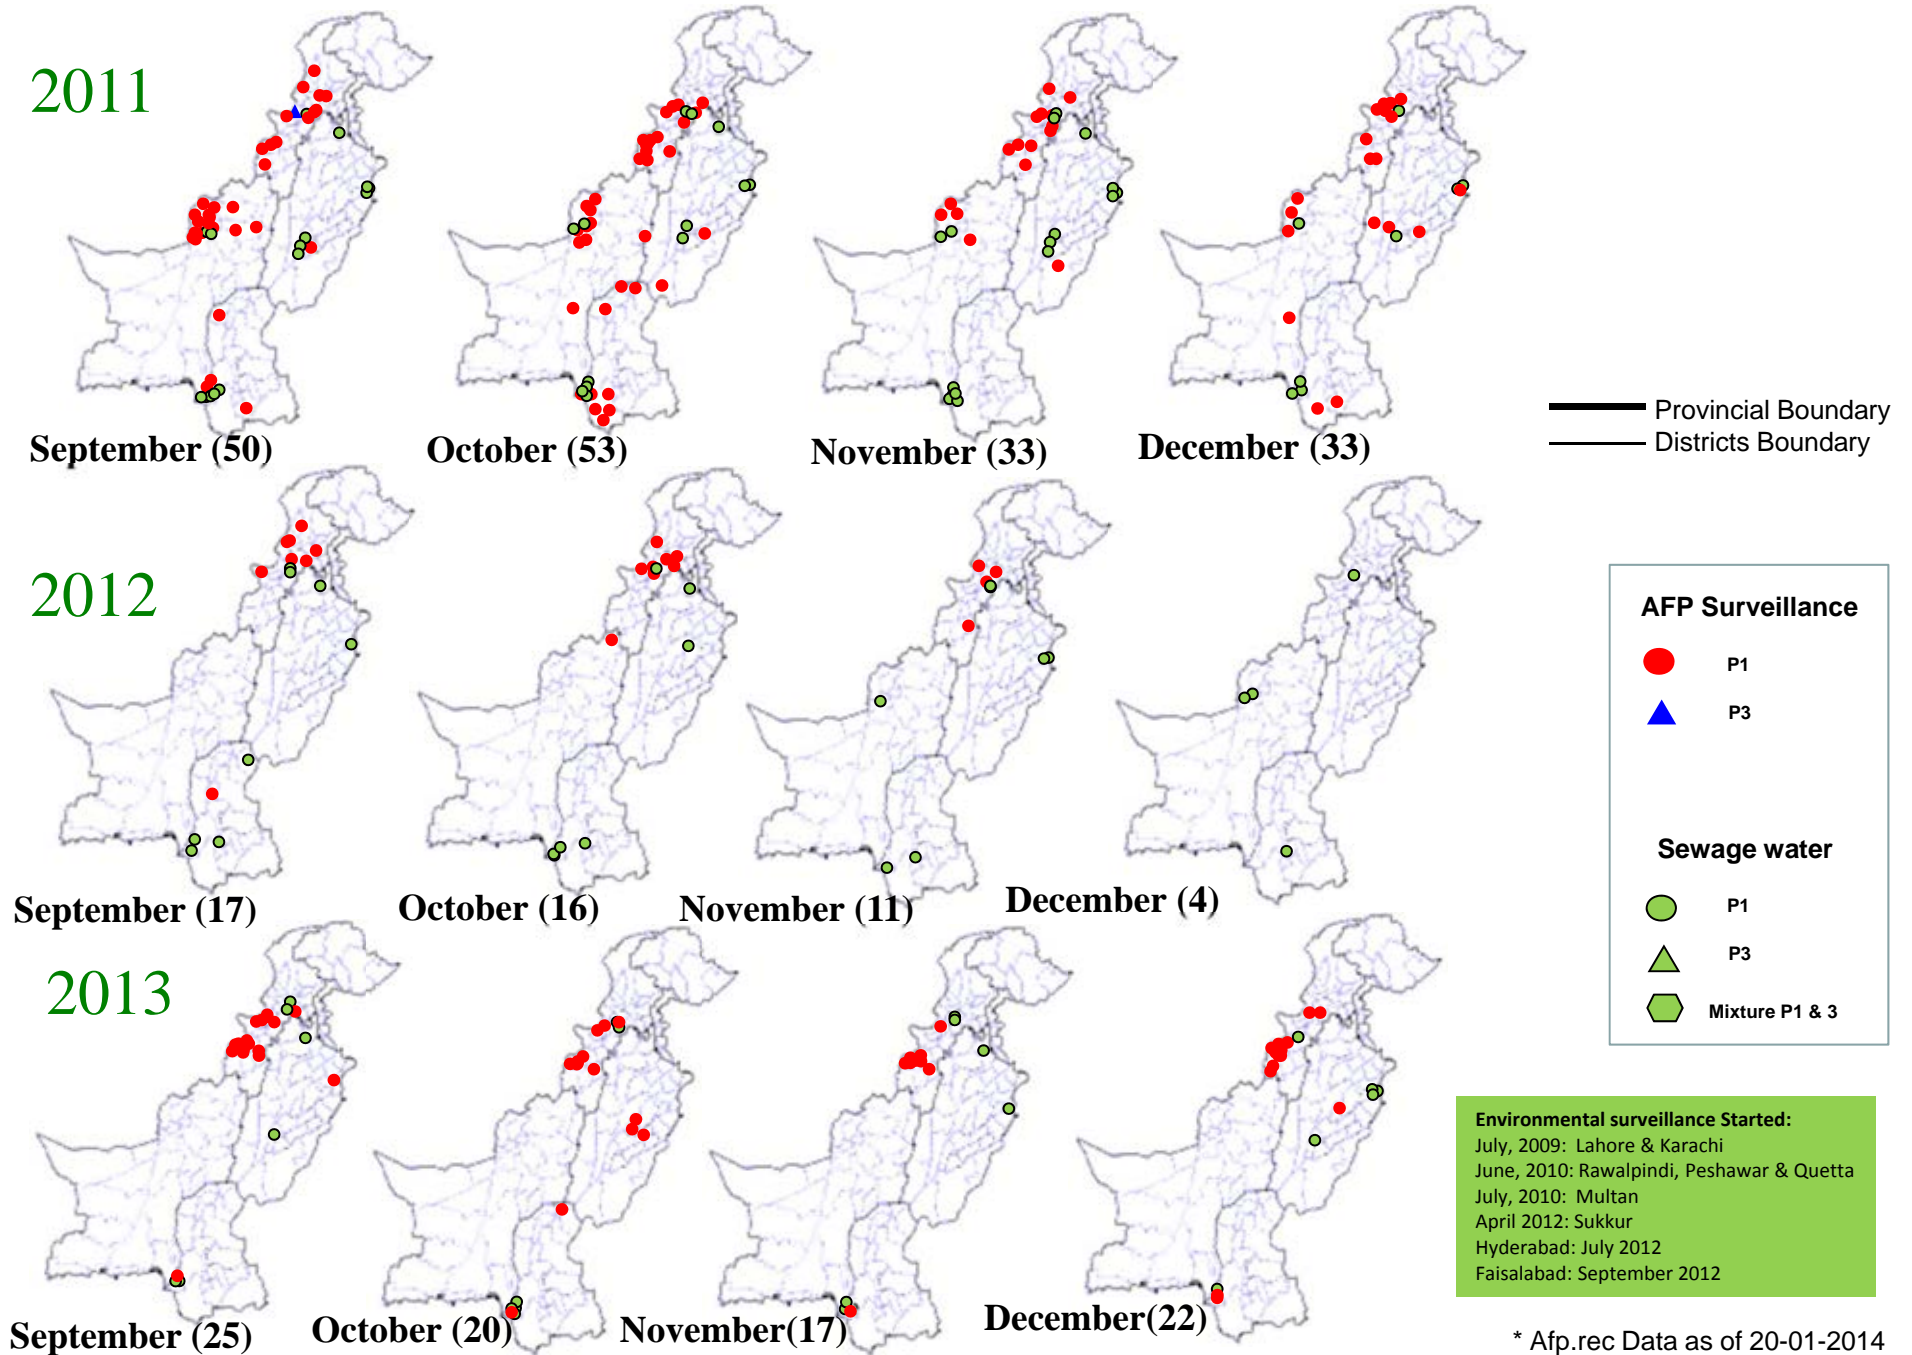 2011
September (50)
October (53)
November (33)
December (33)
Provincial Boundary
Districts Boundary
2012
September (17)
October (16)
November (11)
December (4)
AFP Surveillance
P1
P3
Sewage water
P1
P3
Mixture P1 & 3
2013
September (25)
October (20)
November(17)
December(22)
Environmental surveillance Started:
July, 2009: Lahore & Karachi
June, 2010: Rawalpindi, Peshawar & Quetta
July, 2010: Multan
April 2012: Sukkur
Hyderabad: July 2012
Faisalabad: September 2012
* Afp.rec Data as of 20-01-2014